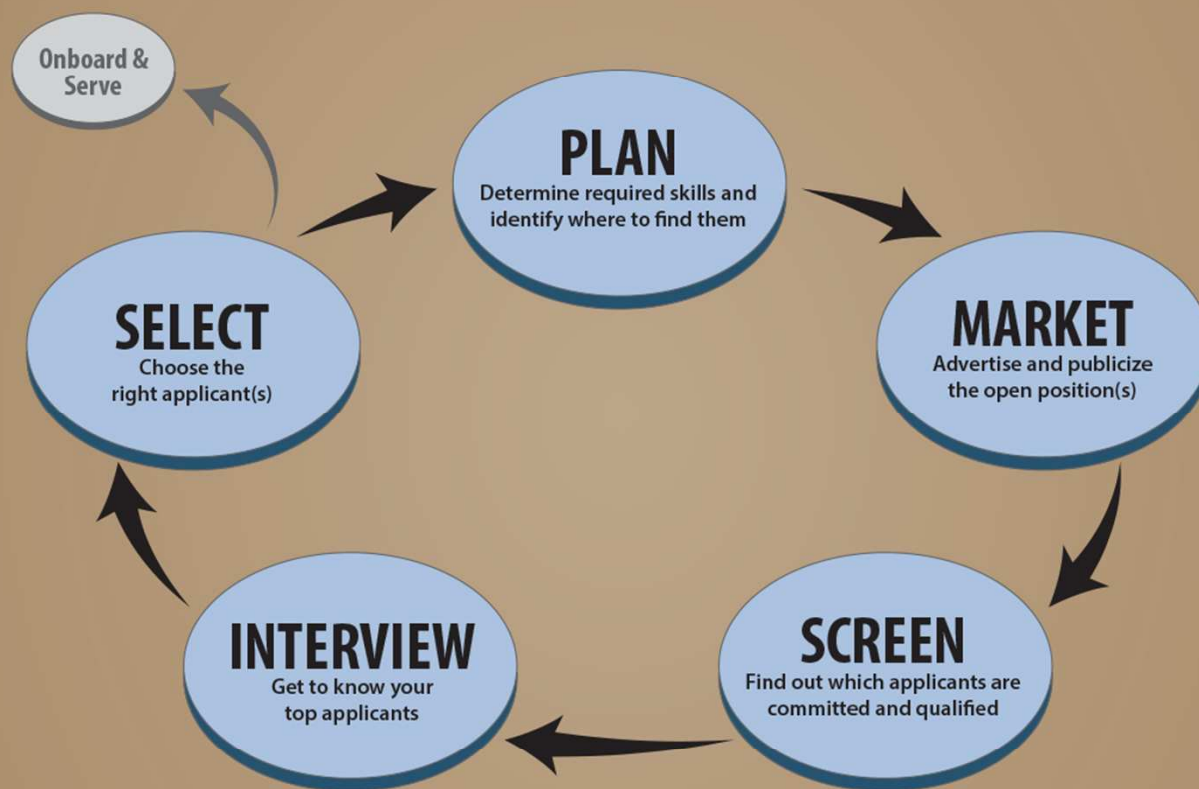 Onboard &
Serve
PLAN
Determine required skills and
identify where to find them
MARKET
Advertise and publicize
the open position(s)
SCREEN
Find out which applicants are
committed and qualified
INTERVIEW
Get to know your
top applicants
SELECT
Choose the
right applicant(s)